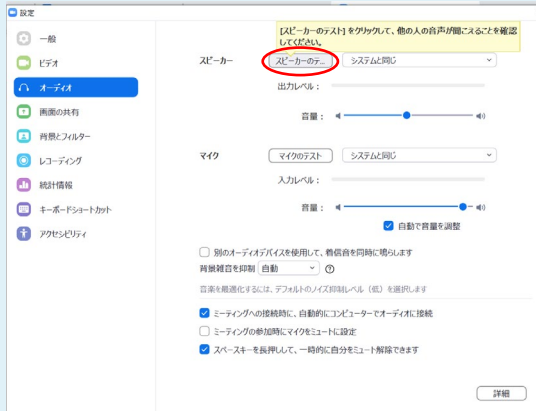 設定
一般
ビデオ
オーディオ
画面の共有
背景とフィルター
レコーディング
統計情報
キーボードショートカット
アクセシビリティ
[スピーカーのテスト] をクリックして、他の人の音声が聞こえることを確認
してください。
スピーカー スピーカーのテ... システムと同じ
出力レベル：
音量：
マイク マイクのテスト システムと同じ
入力レベル：
音量：
自動で音量を調整
別のオーディオデバイスを使用して、着信音を同時に鳴らします
背景雑音を抑制 自動
音楽を最適化するには、デフォルトのノイズ抑制レベル（低）を選択します
ミーティングへの接続時に、自動的にコンピューターでオーディオに接続
ミーティングの参加時にマイクをミュートに設定
スペースキーを長押しして、一時的に自分をミュート解除できます
詳細